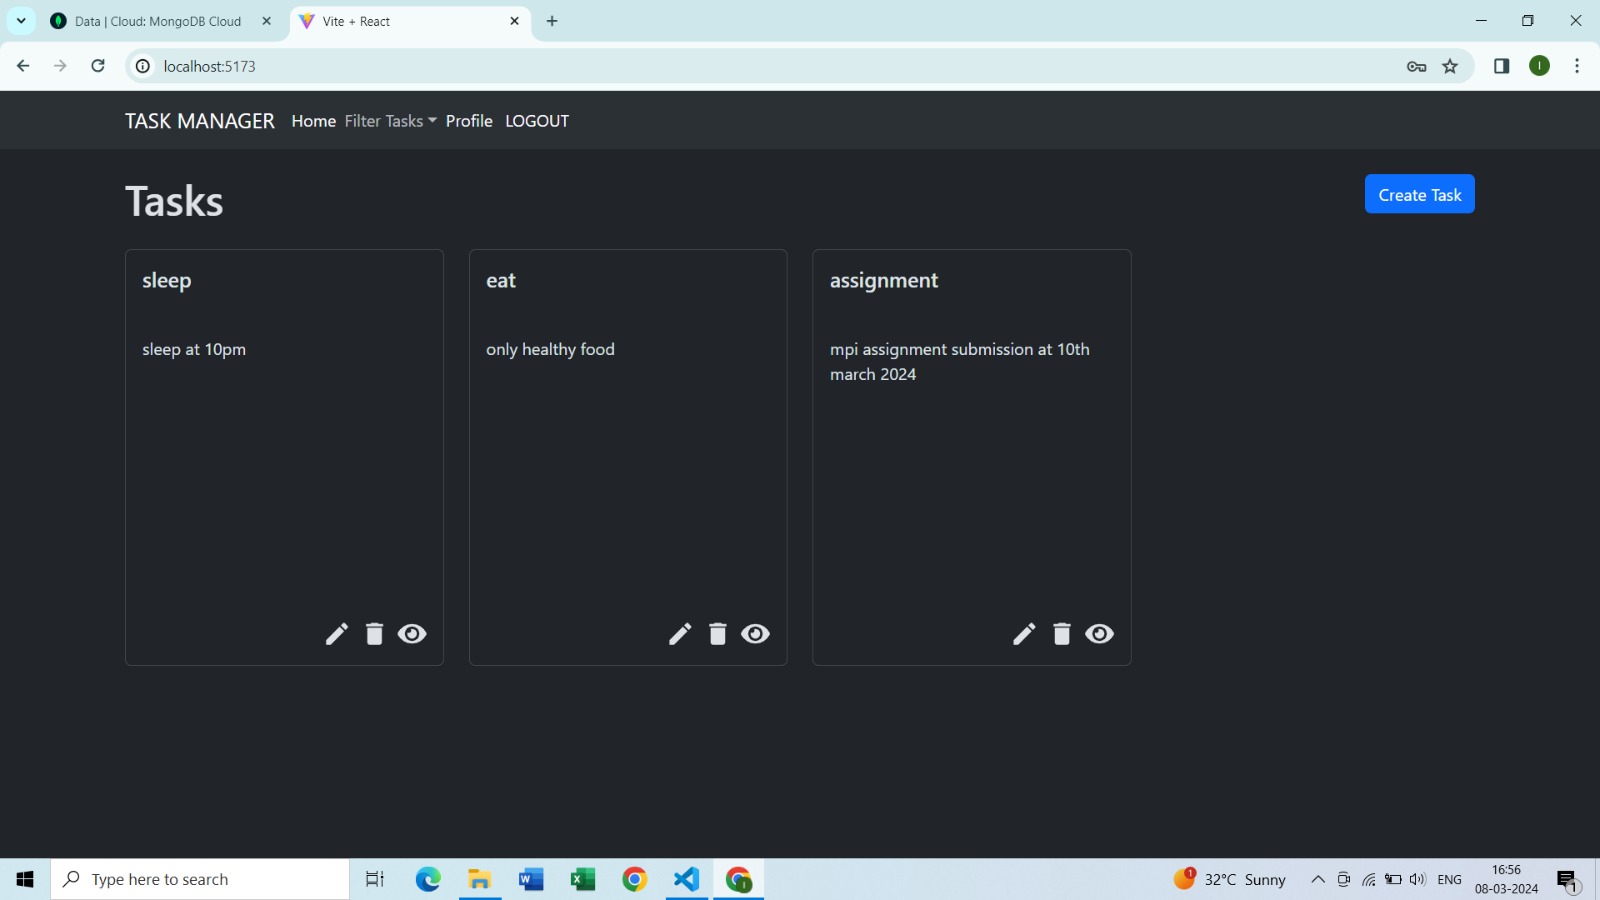 Data | Cloud: MongoDB Cloud
Vite + React
localhost:5173
I
TASK MANAGER Home Filter Tasks Profile LOGOUT
Tasks
Create Task
sleep
sleep at 10pm
eat
only healthy food
assignment
mpi assignment submission at 10th
march 2024
Type here to search
1
32°C Sunny
ENG
16:56
08-03-2024
1